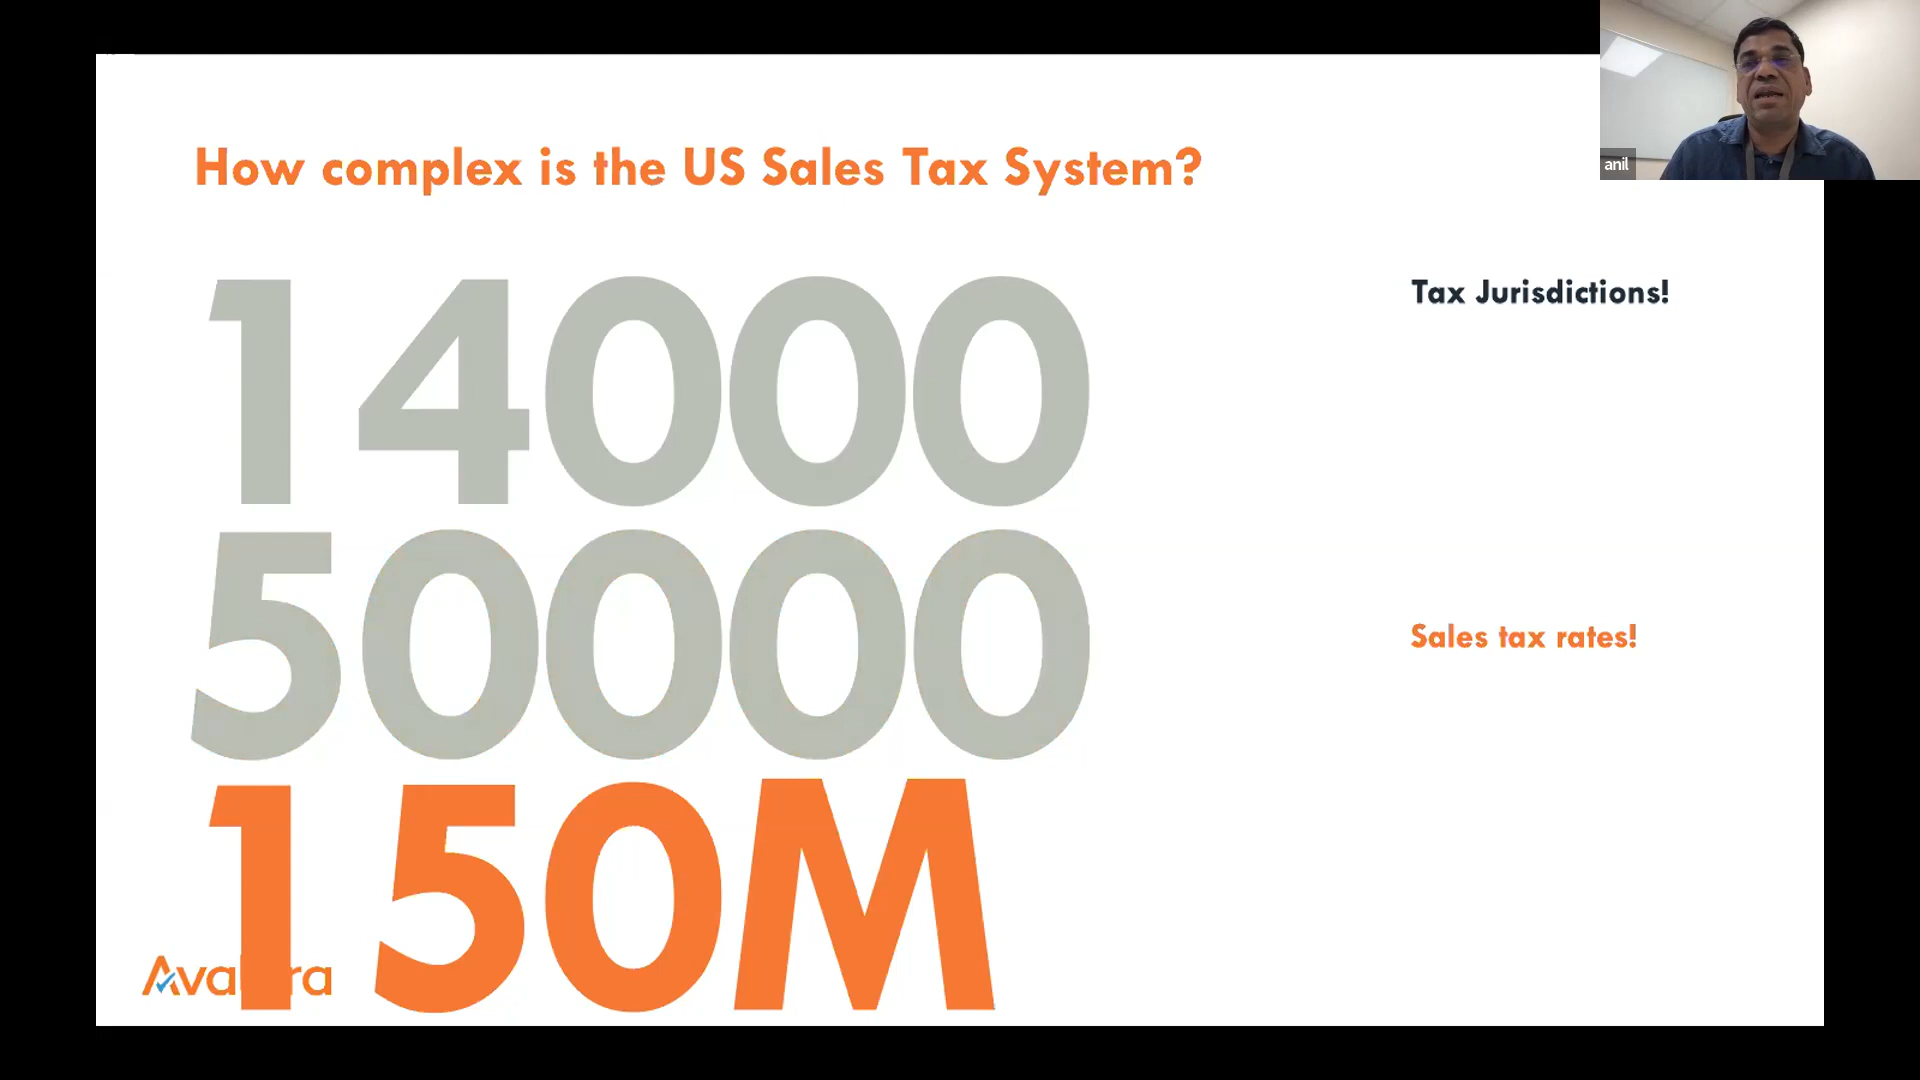 anil
How complex is the US Sales Tax System?
14000
Tax Jurisdictions!
50000
Sales tax rates!
150M